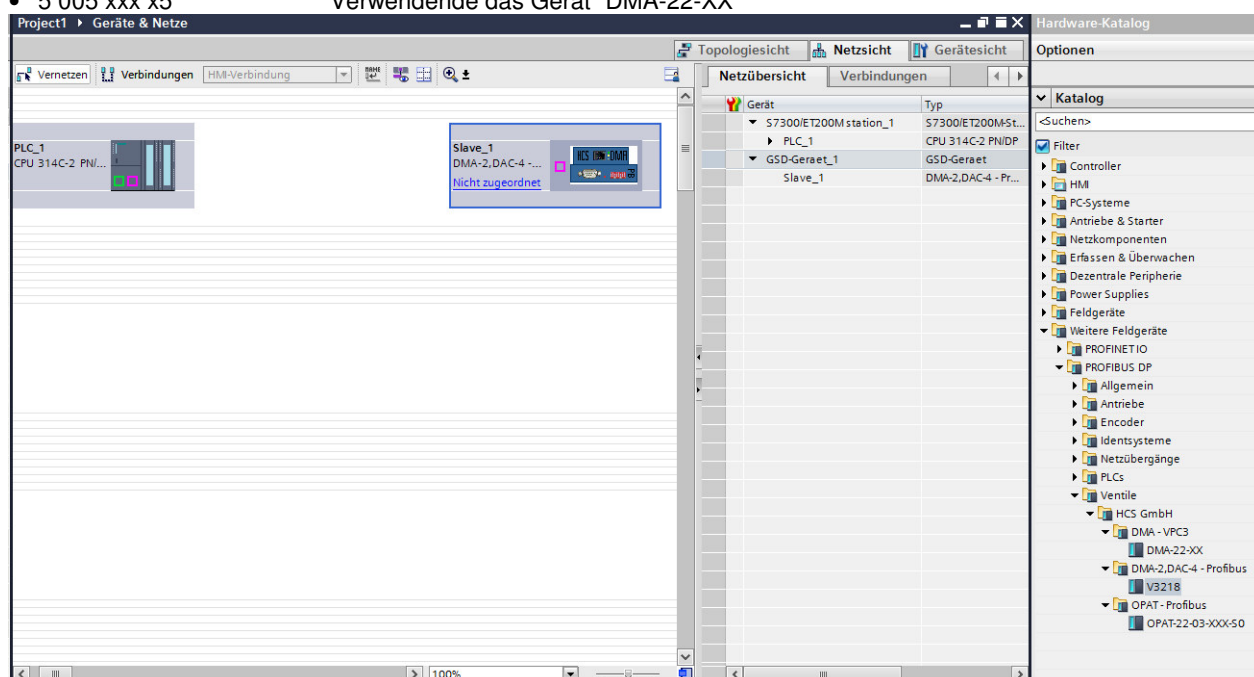 • 5 005 xxx x5 Verwendende das Gerät "DMA-22-XX"
Project1 ▸ Geräte & Netze
Topologiesicht Netzsicht Gerätesicht
Vernetzen Verbindungen HMI-Verbindung
PLC_1
CPU 314C-2 PN/...
Slave_1
DMA-2,DAC-4 -...
Nicht zugeordnet
100%
Netzübersicht Verbindungen
Gerät Typ
S7300/ET200M station_1 S7300/ET200M-St...
PLC_1 CPU 314C-2 PN/DP
GSD-Geraet_1 GSD-Geraet
Slave_1 DMA-2,DAC-4 - Pr...
Hardware-Katalog
Optionen
Katalog
<Suchen>
Filter
Controller
HMI
PC-Systeme
Antriebe & Starter
Netzkomponenten
Erfassen & Überwachen
Dezentrale Peripherie
Power Supplies
Feldgeräte
Weitere Feldgeräte
PROFINET IO
PROFIBUS DP
Allgemein
Antriebe
Encoder
Identsysteme
Netzübergänge
PLCs
Ventile
HCS GmbH
DMA - VPC3
DMA-22-XX
DMA-2,DAC-4 - Profibus
V3218
OPAT - Profibus
OPAT-22-03-XXX-S0